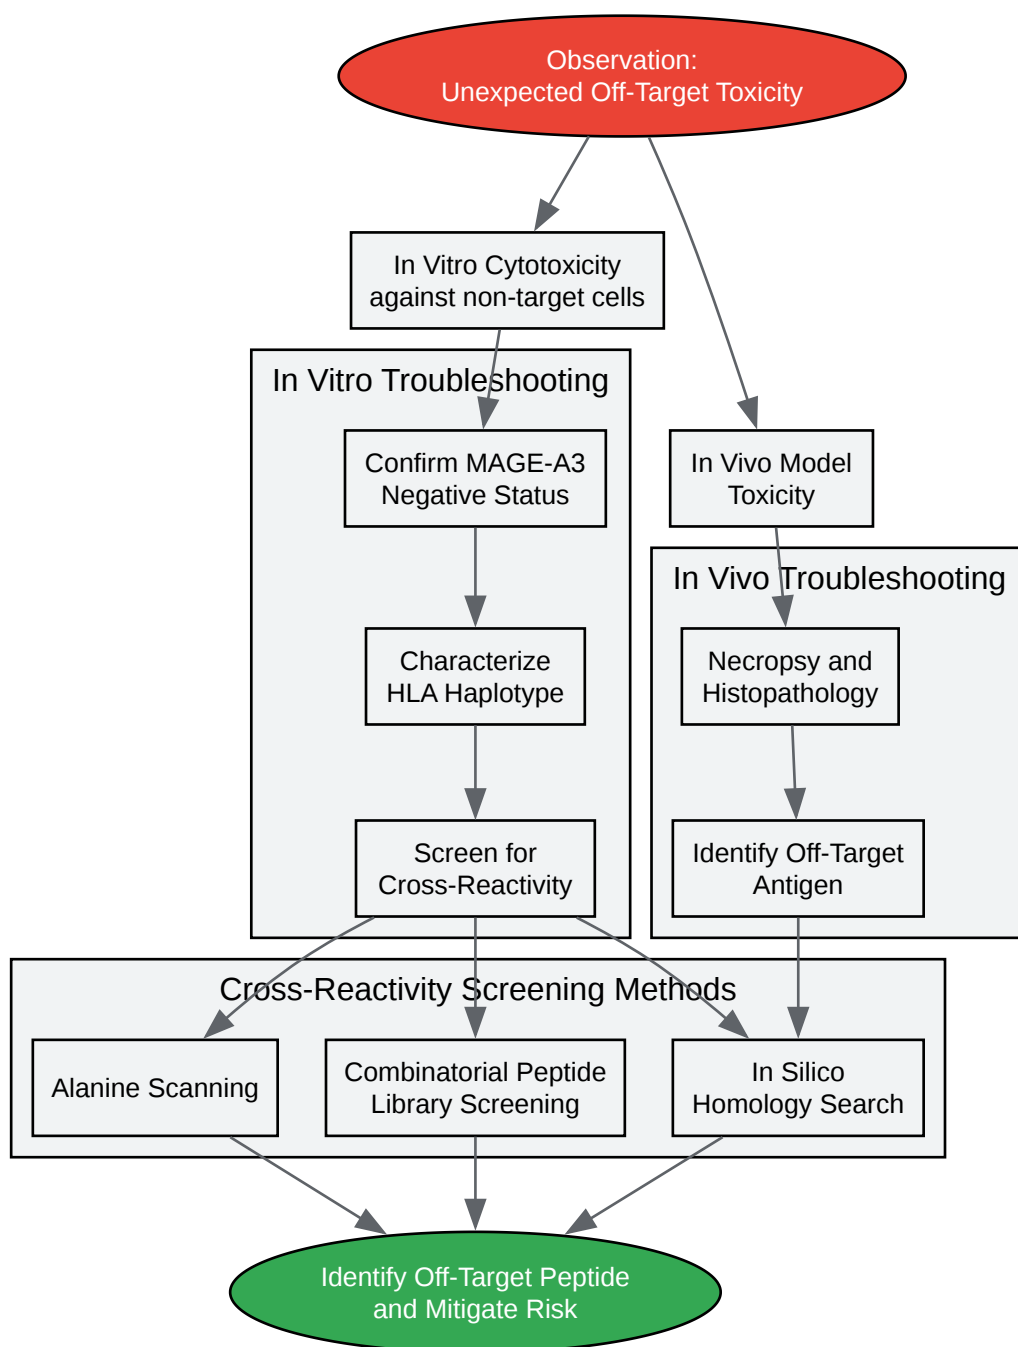 Observation:
Unexpected Off-Target Toxicity
In Vitro Cytotoxicity
against non-target cells
In Vitro Troubleshooting
Confirm MAGE-A3
Negative Status
In Vivo Model
Toxicity
In Vivo Troubleshooting
Characterize
HLA Haplotype
Necropsy and
Histopathology
Screen for
Cross-Reactivity
Identify Off-Target
Antigen
Cross-Reactivity Screening Methods
Alanine Scanning
Combinatorial Peptide
Library Screening
In Silico
Homology Search
Identify Off-Target Peptide
and Mitigate Risk